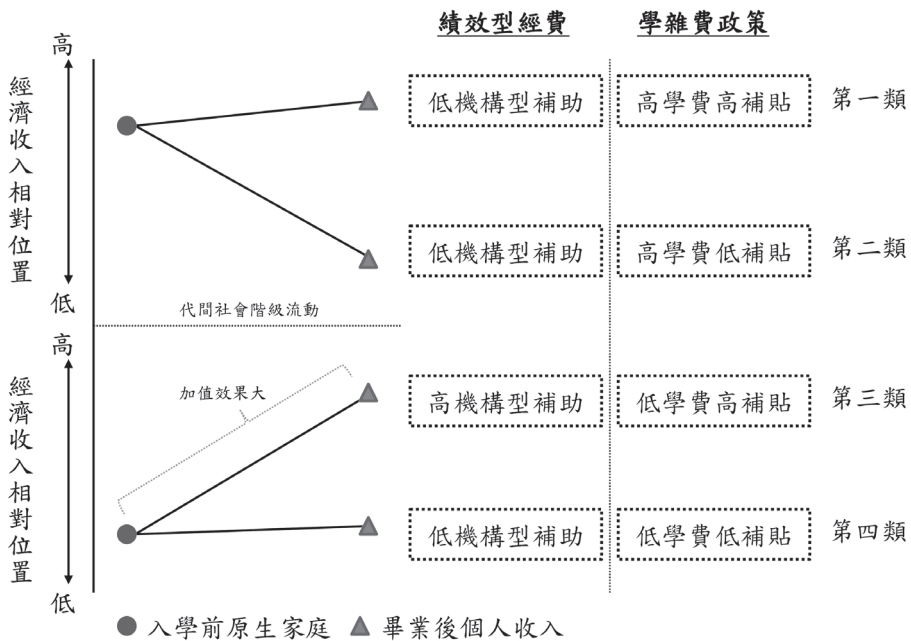 績效型經費 學雜費政策
高
經濟收入相對位置
低機構型補助 高學費高補貼 第一類
低機構型補助 高學費低補貼 第二類
低
代間社會階級流動
高
經濟收入相對位置
加值效果大
高機構型補助 低學費高補貼 第三類
低機構型補助 低學費低補貼 第四類
低
入學前原生家庭 畢業後個人收入